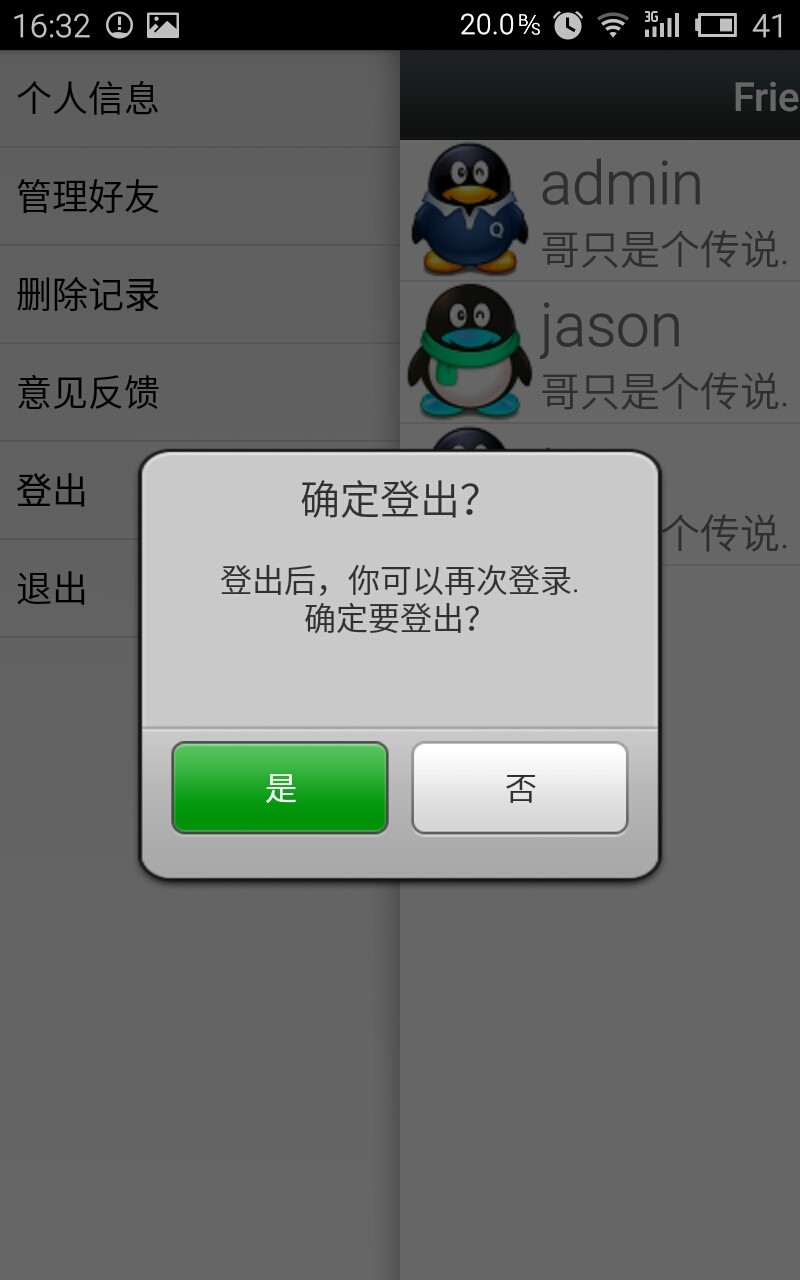 16:32 20.0 B/s 3G 41
个人信息
管理好友
删除记录
意见反馈
登出
退出
Frie
admin
哥只是个传说.
jason
哥只是个传说.
个传说.
确定登出？
登出后，你可以再次登录.
确定要登出？
是
否